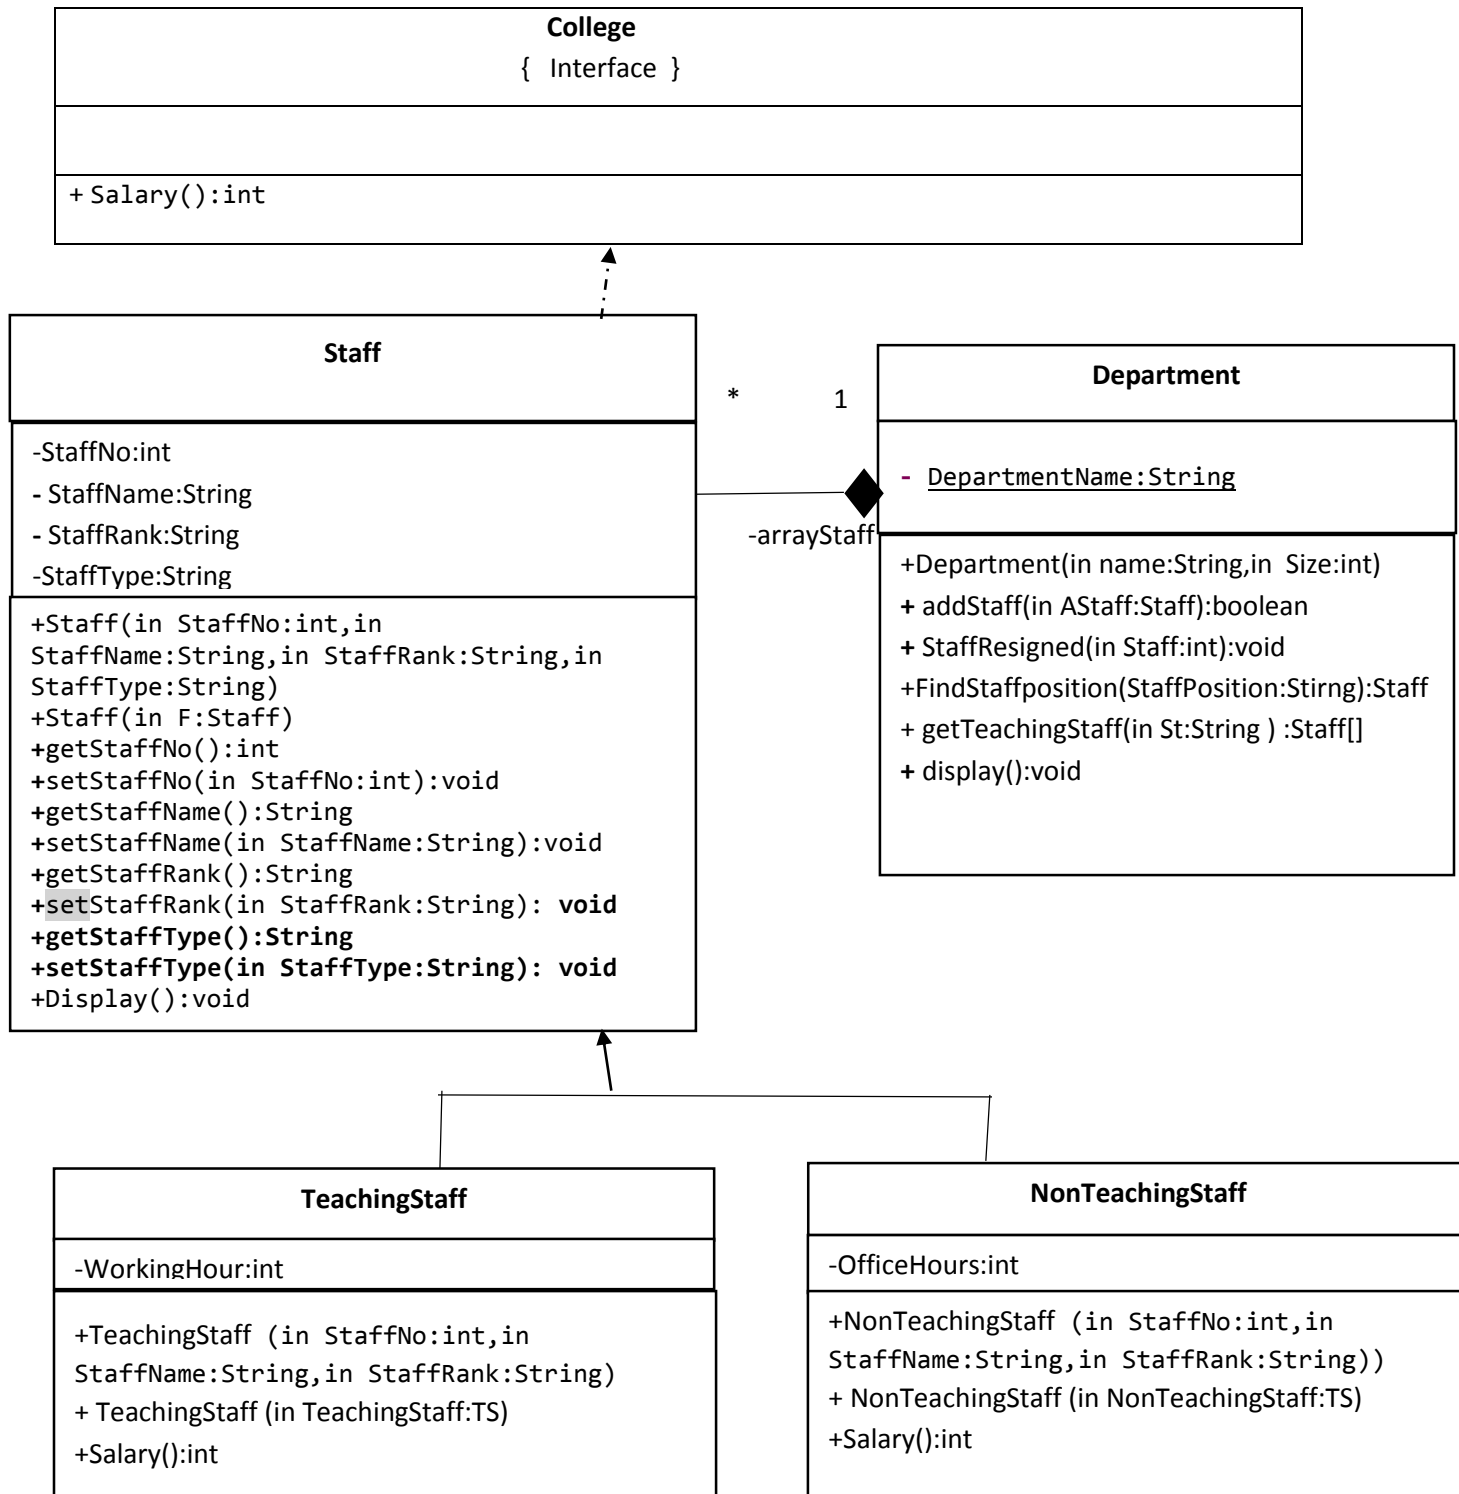 College
{ Interface }
+ Salary():int
Staff
-StaffNo:int
- StaffName:String
- StaffRank:String
-StaffType:String
+Staff(in StaffNo:int,in
StaffName:String,in StaffRank:String,in
StaffType:String)
+Staff(in F:Staff)
+getStaffNo():int
+setStaffNo(in StaffNo:int):void
+getStaffName():String
+setStaffName(in StaffName:String):void
+getStaffRank():String
+setStaffRank(in StaffRank:String): void
+getStaffType():String
+setStaffType(in StaffType:String): void
+Display():void
* 1
-arrayStaff
Department
- DepartmentName:String
+Department(in name:String,in Size:int)
+ addStaff(in AStaff:Staff):boolean
+ StaffResigned(in Staff:int):void
+FindStaffposition(StaffPosition:Stirng):Staff
+ getTeachingStaff(in St:String ) :Staff[]
+ display():void
TeachingStaff
-WorkingHour:int
+TeachingStaff (in StaffNo:int,in
StaffName:String,in StaffRank:String)
+ TeachingStaff (in TeachingStaff:TS)
+Salary():int
NonTeachingStaff
-OfficeHours:int
+NonTeachingStaff (in StaffNo:int,in
StaffName:String,in StaffRank:String))
+ NonTeachingStaff (in NonTeachingStaff:TS)
+Salary():int